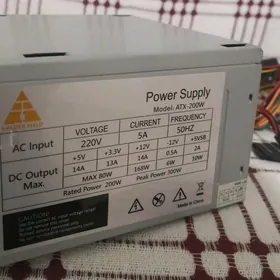 Power Supply
Model: ATX-200W
AC Input
VOLTAGE CURRENT FREQUENCY
220V 5A 50HZ
DC Output
Max.
+5V +3.3V +12V -12V +5VSB
14A 13A 14A 0.5A 2A
MAX 80W 168W 6W 10W
Rated Power 200W Peak Power 300W
CAUTION!
Made in China